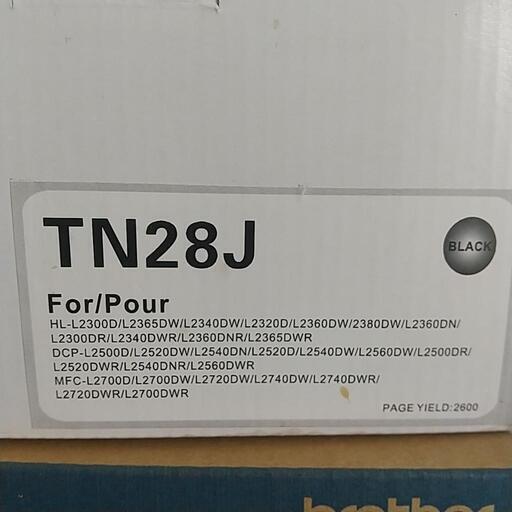 TN28J
BLACK
For/Pour
HL-L2300D/L2365DW/L2340DW/L2320D/L2360DW/2380DW/L2360DN/
L2300DR/L2340DWR/L2360DNR/L2365DWR
DCP-L2500D/L2520DW/L2540DN/L2520D/L2540DW/L2560DW/L2500DR/
L2520DWR/L2540DNR/L2560DWR
MFC-L2700D/L2700DW/L2720DW/L2740DW/L2740DWR/
L2720DWR/L2700DWR
PAGE YIELD:2600
brother